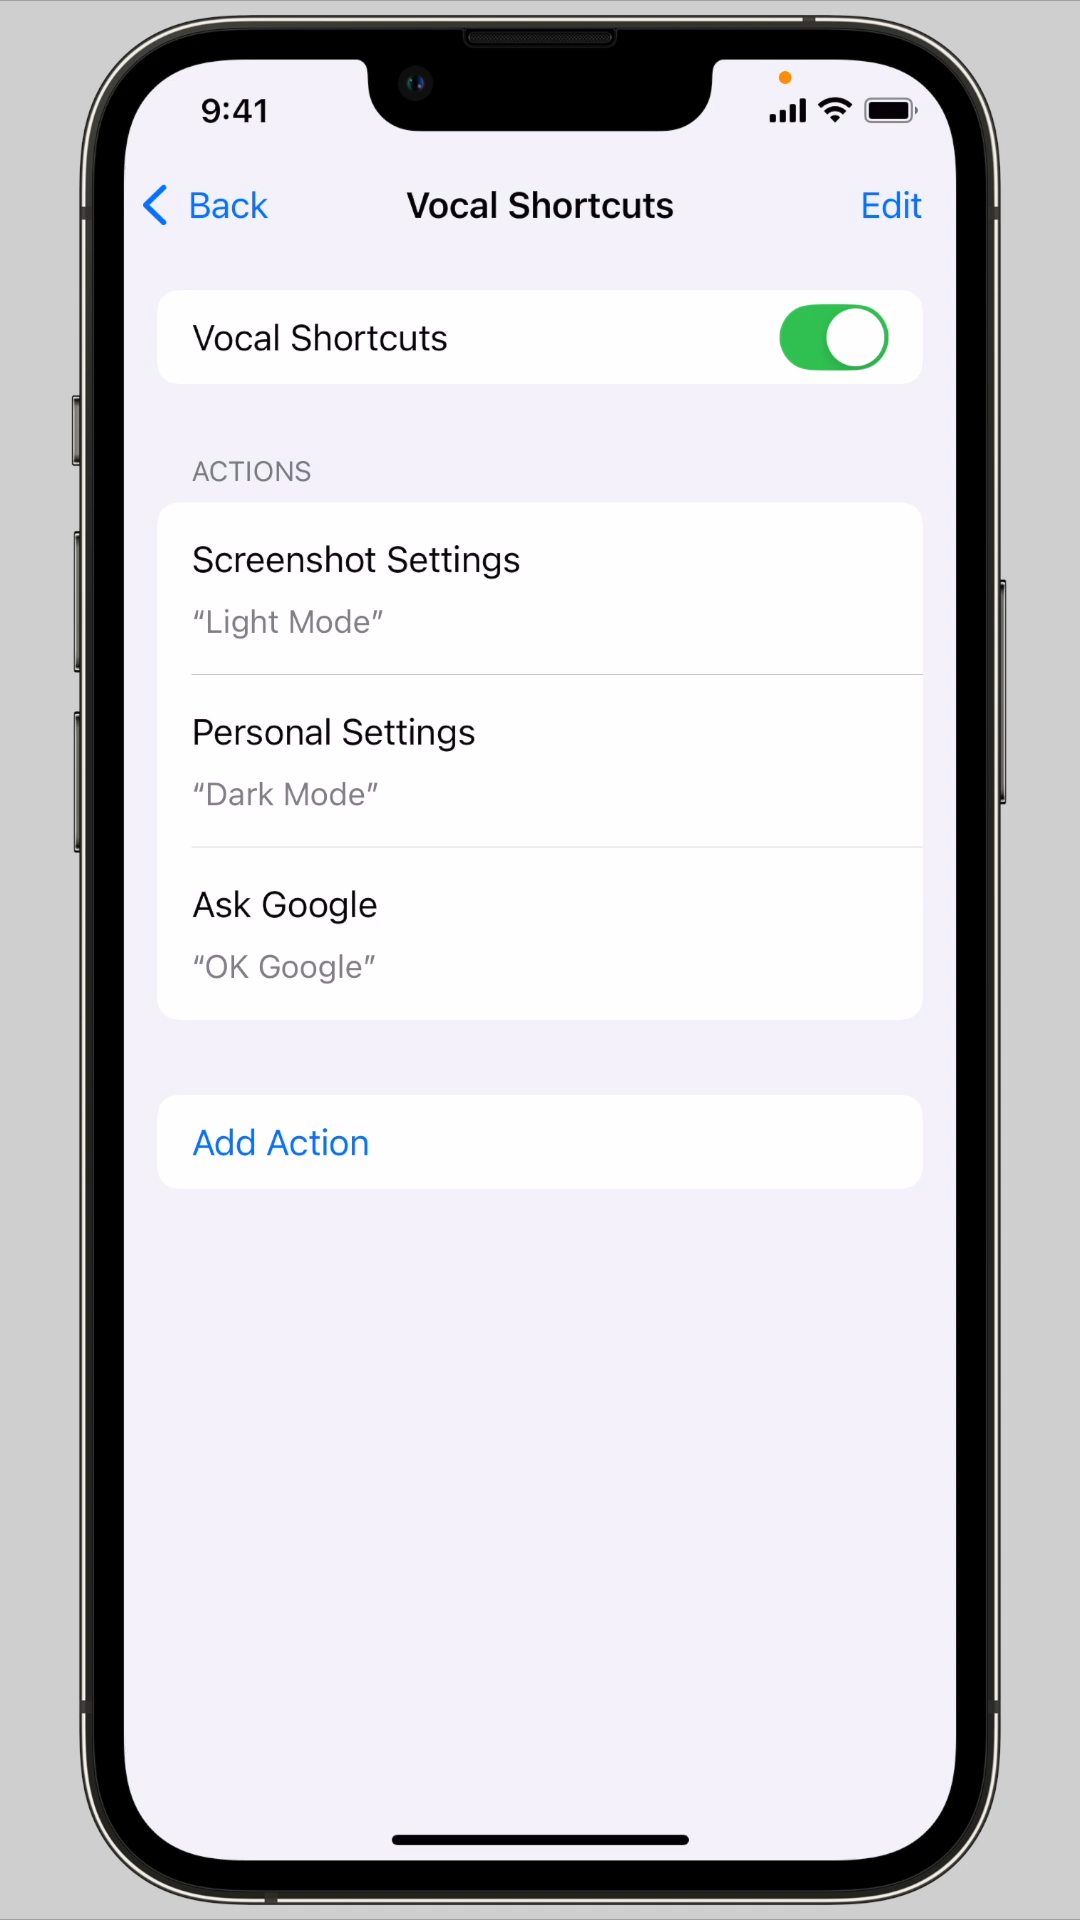 9:41
Back
Vocal Shortcuts
Edit
Vocal Shortcuts
ACTIONS
Screenshot Settings
“Light Mode”
Personal Settings
“Dark Mode”
Ask Google
“OK Google”
Add Action